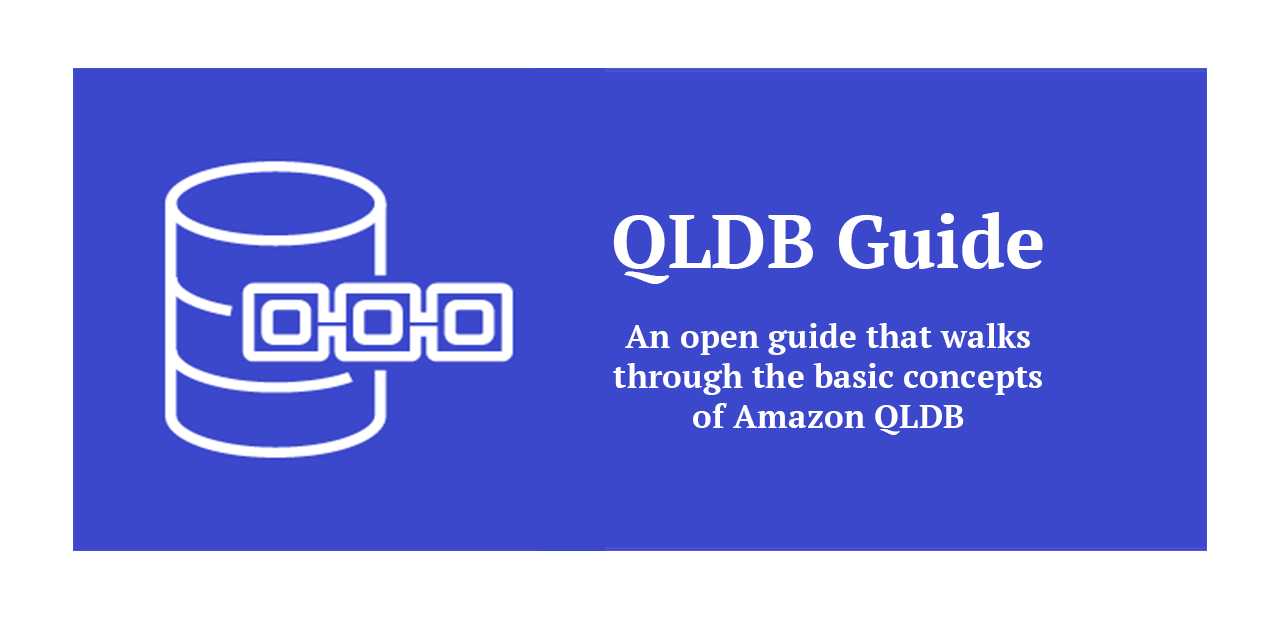 QLDB Guide
An open guide that walks
through the basic concepts
of Amazon QLDB